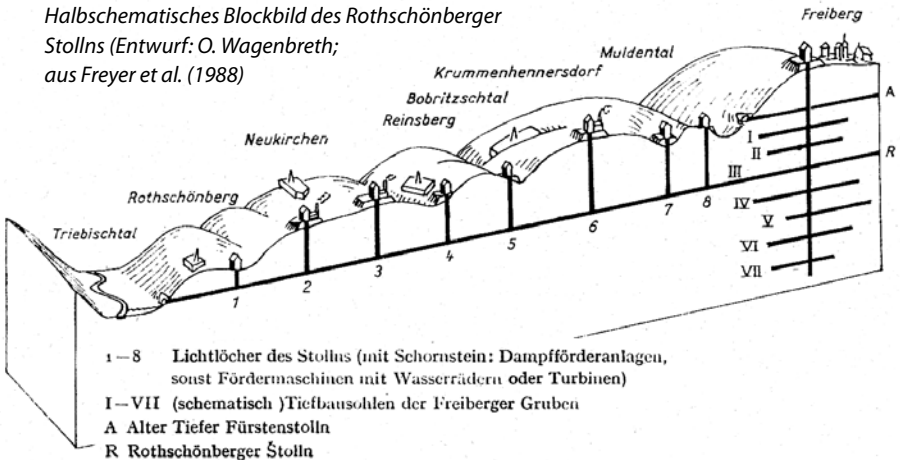 Halbschematisches Blockbild des Rothschönberger
Stollns (Entwurf: O. Wagenbreth;
aus Freyer et al. (1988)
Freiberg
Muldental
Krummenhennersdorf
Bobritzschtal
Reinsberg
Neukirchen
Rothschönberg
Triebischtal
A
I
II
R
III
IV
V
VI
VII
1
2
3
4
5
6
7
8
1—8 Lichtlöcher des Stollns (mit Schornstein: Dampfförderanlagen,
sonst Fördermaschinen mit Wasserrädern oder Turbinen)
I—VII (schematisch )Tiefbausohlen der Freiberger Gruben
A Alter Tiefer Fürstenstolln
R Rothschönberger Stolln